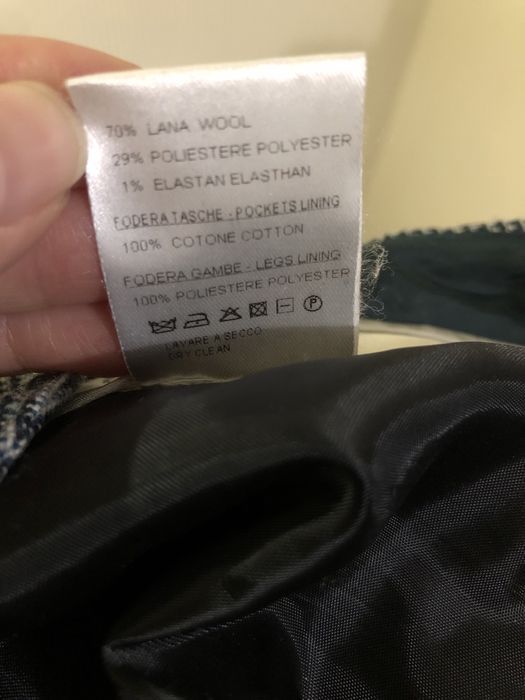 70% LANA WOOL
29% POLIESTERE POLYESTER
1% ELASTAN ELASTHAN
FODERA TASCHE - POCKETS LINING
100% COTONE COTTON
FODERA GAMBE - LEGS LINING
100% POLIESTERE POLYESTER
P
LAVARE A SECCO
DRY CLEAN